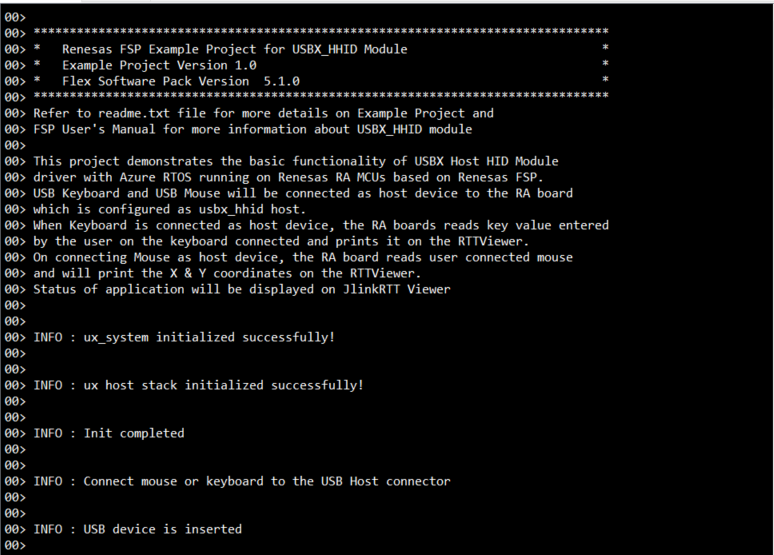 00>
00> ********************************************************************************
00> *   Renesas FSP Example Project for USBX_HHID Module                           *
00> *   Example Project Version 1.0                                                *
00> *   Flex Software Pack Version  5.1.0                                          *
00> ********************************************************************************
00> Refer to readme.txt file for more details on Example Project and
00> FSP User's Manual for more information about USBX_HHID module
00>
00> This project demonstrates the basic functionality of USBX Host HID Module
00> driver with Azure RTOS running on Renesas RA MCUs based on Renesas FSP.
00> USB Keyboard and USB Mouse will be connected as host device to the RA board
00> which is configured as usbx_hhid host.
00> When Keyboard is connected as host device, the RA boards reads key value entered
00> by the user on the keyboard connected and prints it on the RTTViewer.
00> On connecting Mouse as host device, the RA board reads user connected mouse
00> and will print the X & Y coordinates on the RTTViewer.
00> Status of application will be displayed on JlinkRTT Viewer
00>
00>
00> INFO : ux_system initialized successfully!
00>
00>
00> INFO : ux host stack initialized successfully!
00>
00>
00> INFO : Init completed
00>
00>
00> INFO : Connect mouse or keyboard to the USB Host connector
00>
00>
00> INFO : USB device is inserted
00>